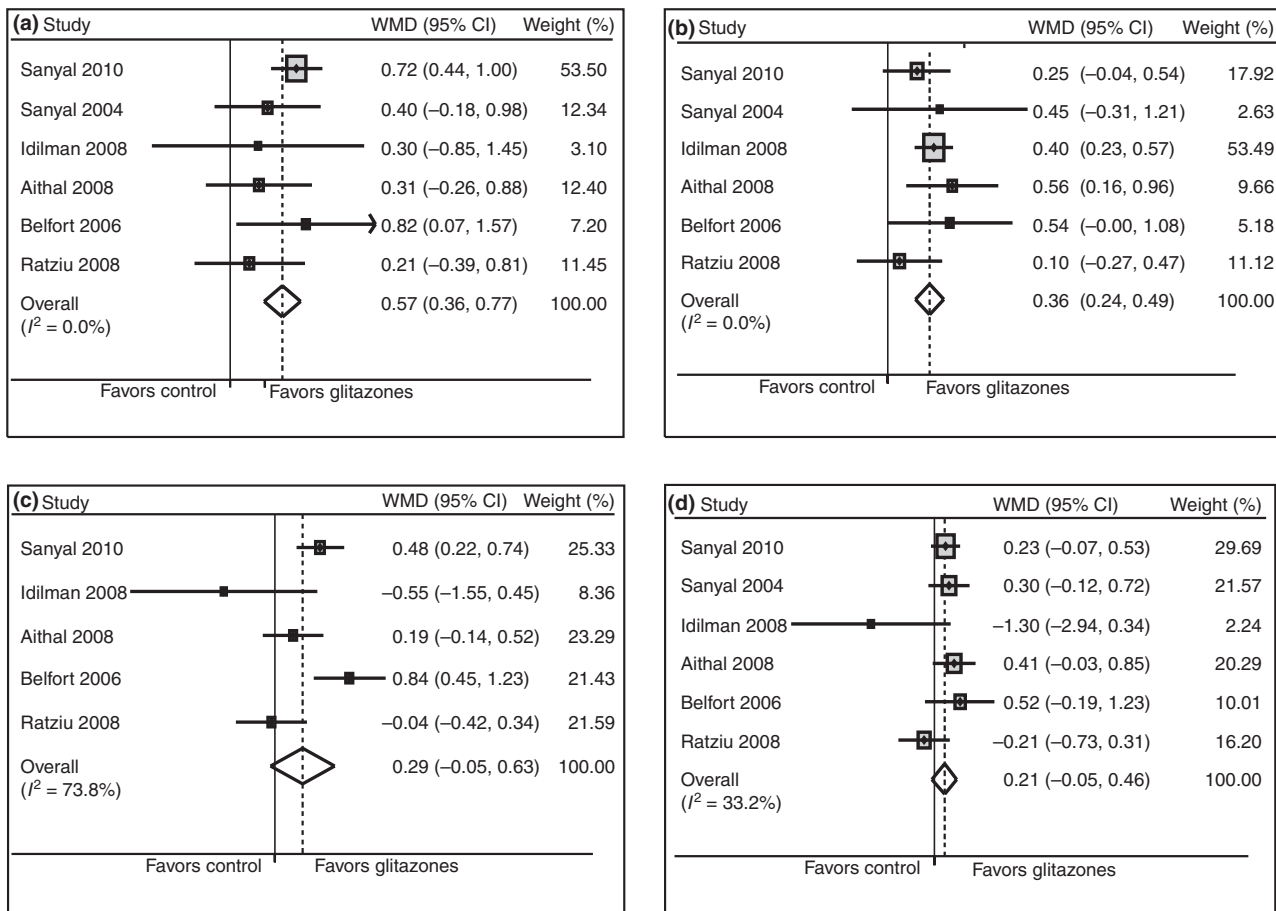 (a) Study WMD (95% CI) Weight (%)
Sanyal 2010 0.72 (0.44, 1.00) 53.50
Sanyal 2004 0.40 (−0.18, 0.98) 12.34
Idilman 2008 0.30 (−0.85, 1.45) 3.10
Aithal 2008 0.31 (−0.26, 0.88) 12.40
Belfort 2006 0.82 (0.07, 1.57) 7.20
Ratziu 2008 0.21 (−0.39, 0.81) 11.45
Overall 0.57 (0.36, 0.77) 100.00
(I² = 0.0%)
Favors control Favors glitazones
(b) Study WMD (95% CI) Weight (%)
Sanyal 2010 0.25 (−0.04, 0.54) 17.92
Sanyal 2004 0.45 (−0.31, 1.21) 2.63
Idilman 2008 0.40 (0.23, 0.57) 53.49
Aithal 2008 0.56 (0.16, 0.96) 9.66
Belfort 2006 0.54 (−0.00, 1.08) 5.18
Ratziu 2008 0.10 (−0.27, 0.47) 11.12
Overall 0.36 (0.24, 0.49) 100.00
(I² = 0.0%)
Favors control Favors glitazones
(c) Study WMD (95% CI) Weight (%)
Sanyal 2010 0.48 (0.22, 0.74) 25.33
Idilman 2008 −0.55 (−1.55, 0.45) 8.36
Aithal 2008 0.19 (−0.14, 0.52) 23.29
Belfort 2006 0.84 (0.45, 1.23) 21.43
Ratziu 2008 −0.04 (−0.42, 0.34) 21.59
Overall 0.29 (−0.05, 0.63) 100.00
(I² = 73.8%)
Favors control Favors glitazones
(d) Study WMD (95% CI) Weight (%)
Sanyal 2010 0.23 (−0.07, 0.53) 29.69
Sanyal 2004 0.30 (−0.12, 0.72) 21.57
Idilman 2008 −1.30 (−2.94, 0.34) 2.24
Aithal 2008 0.41 (−0.03, 0.85) 20.29
Belfort 2006 0.52 (−0.19, 1.23) 10.01
Ratziu 2008 −0.21 (−0.73, 0.31) 16.20
Overall 0.21 (−0.05, 0.46) 100.00
(I² = 33.2%)
Favors control Favors glitazones